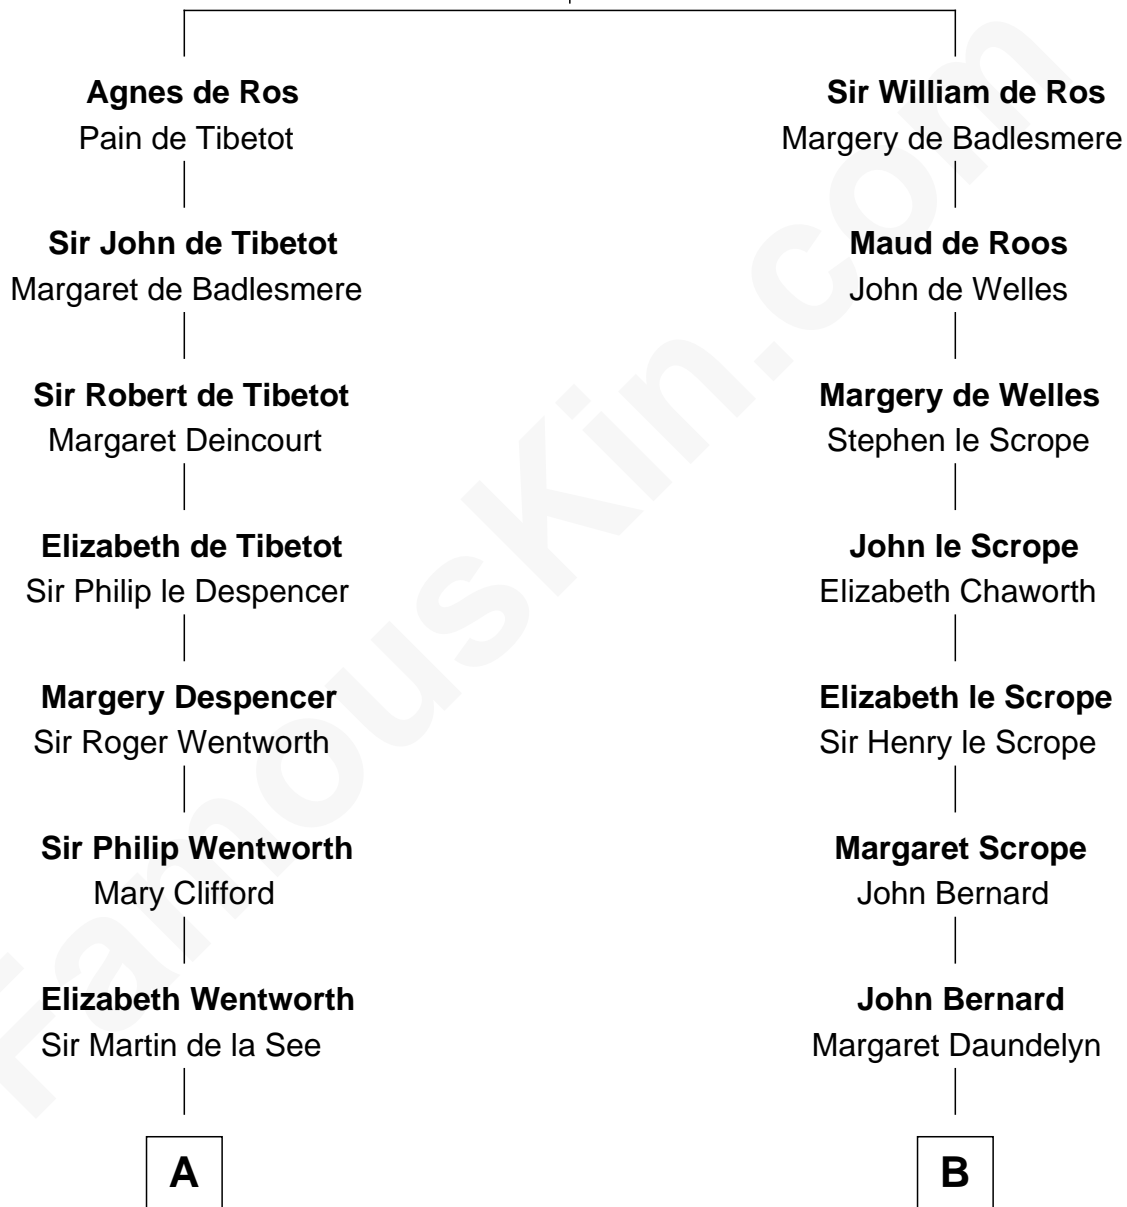 Agnes de Ros
Pain de Tibetot
Sir John de Tibetot
Margaret de Badlesmere
Sir Robert de Tibetot
Margaret Deincourt
Elizabeth de Tibetot
Sir Philip le Despencer
Margery Despencer
Sir Roger Wentworth
Sir Philip Wentworth
Mary Clifford
Elizabeth Wentworth
Sir Martin de la See
A
Sir William de Ros
Margery de Badlesmere
Maud de Roos
John de Welles
Margery de Welles
Stephen le Scrope
John le Scrope
Elizabeth Chaworth
Elizabeth le Scrope
Sir Henry le Scrope
Margaret Scrope
John Bernard
John Bernard
Margaret Daundelyn
B
FamousKin.com